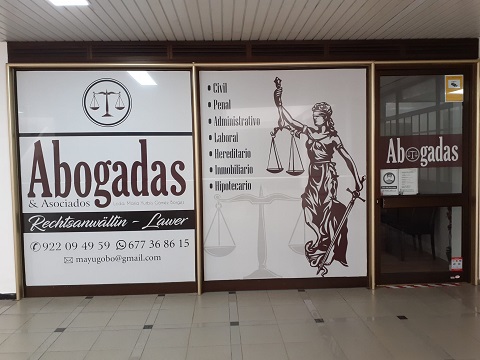 Abogadas
& Asociados
Rechtsanwältin - Lawer
922 09 49 59 677 36 86 15
mayugobo@gmail.com
• Civil
• Penal
• Administrativo
• Laboral
• Hereditario
• Inmobiliario
• Hipotecario
Abogadas